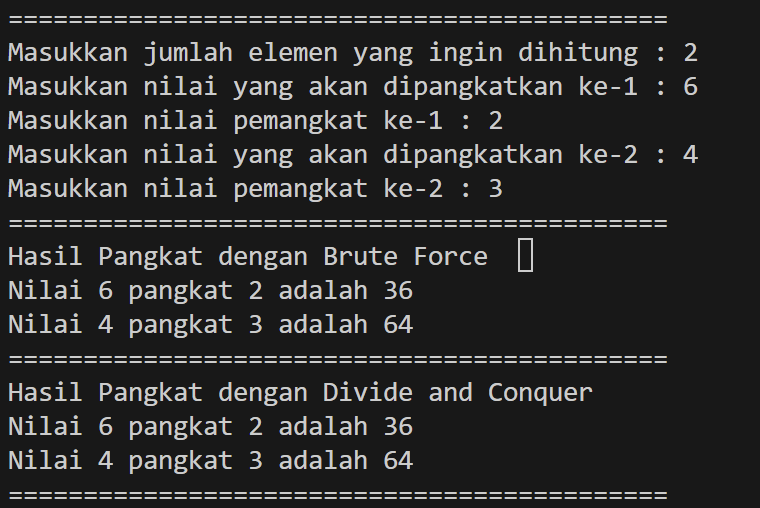 ============================================
Masukkan jumlah elemen yang ingin dihitung : 2
Masukkan nilai yang akan dipangkatkan ke-1 : 6
Masukkan nilai pemangkat ke-1 : 2
Masukkan nilai yang akan dipangkatkan ke-2 : 4
Masukkan nilai pemangkat ke-2 : 3
============================================
Hasil Pangkat dengan Brute Force
Nilai 6 pangkat 2 adalah 36
Nilai 4 pangkat 3 adalah 64
============================================
Hasil Pangkat dengan Divide and Conquer
Nilai 6 pangkat 2 adalah 36
Nilai 4 pangkat 3 adalah 64
============================================